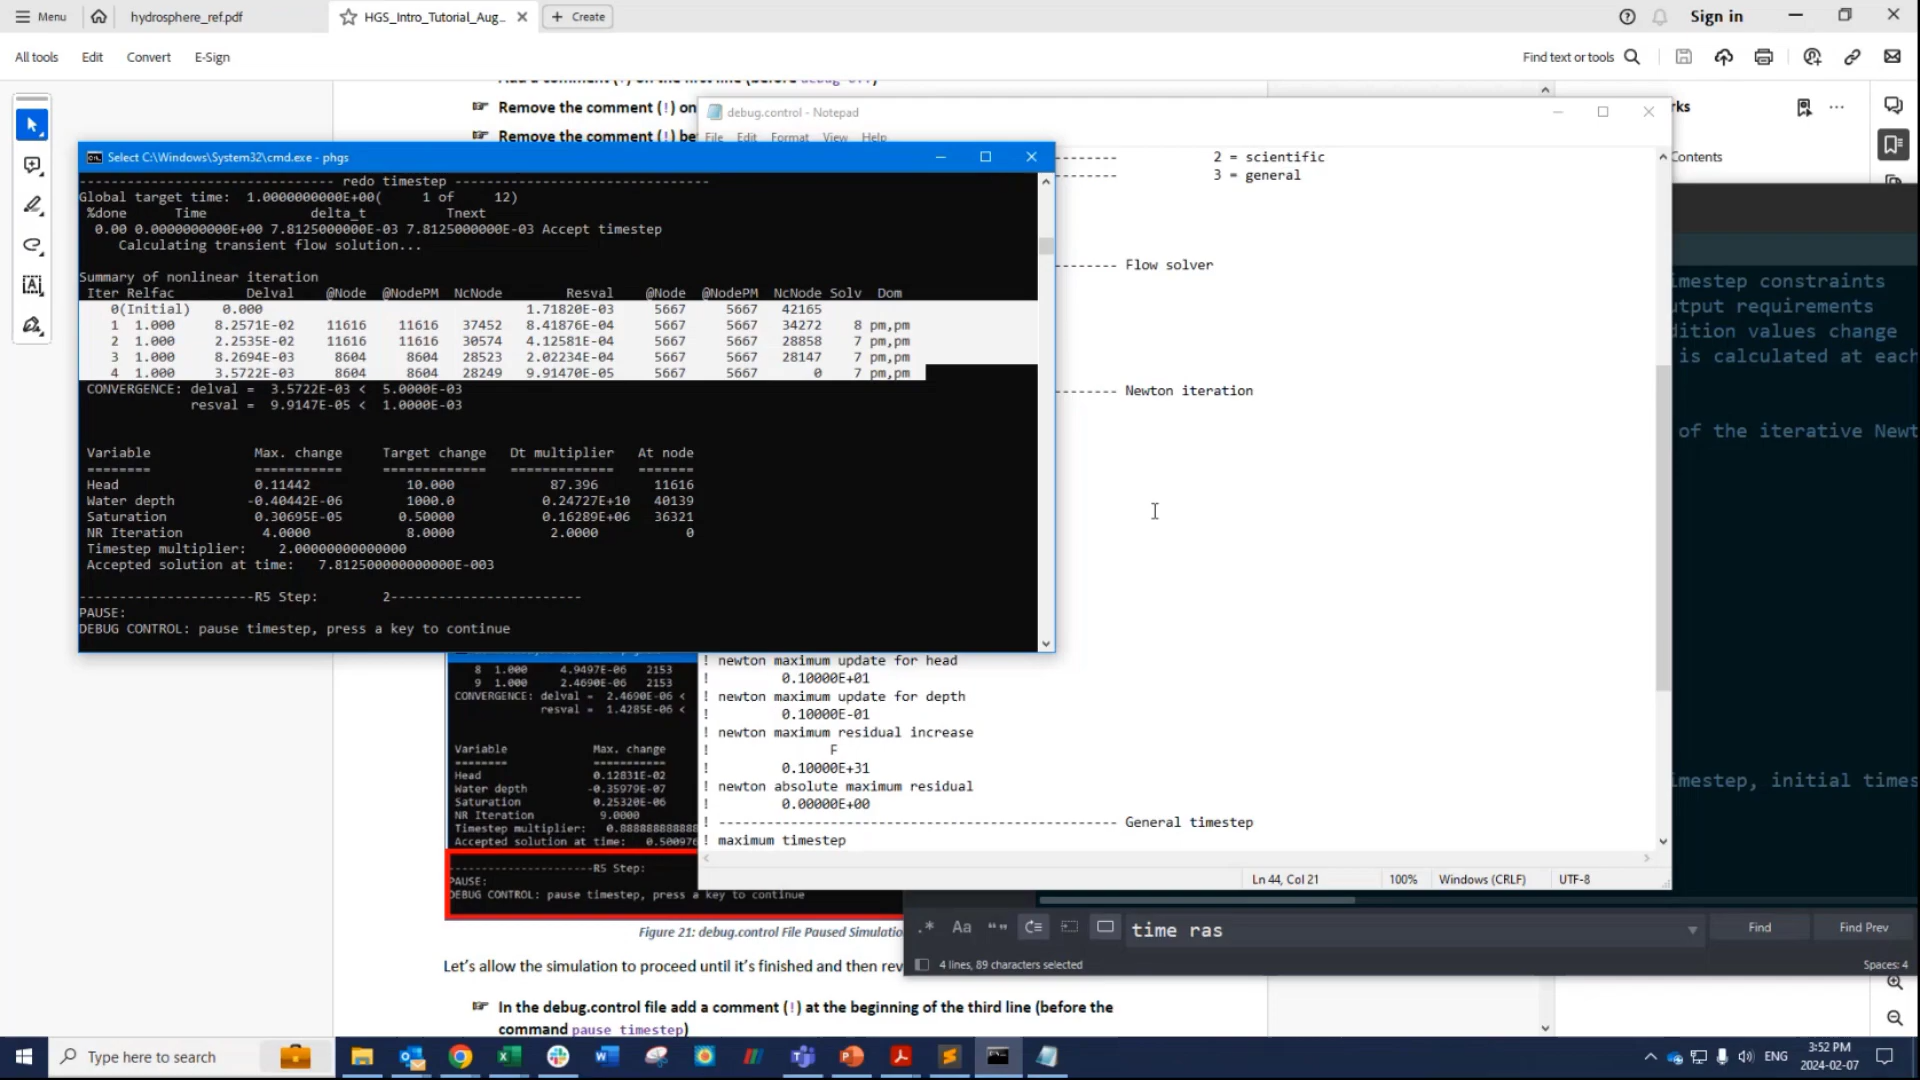 Menu
hydrosphere_ref.pdf
HGS_Intro_Tutorial_Aug...
Create
Sign in
All tools
Edit
Convert
E-Sign
Find text or tools
Remove the comment (!) on
Remove the comment (!) be
debug.control - Notepad
File Edit Format View Help
rks
Contents
2 = scientific
3 = general
--------- Flow solver
--------- Newton iteration
Select C:\Windows\System32\cmd.exe - phgs
-------------------------------- redo timestep --------------------------------
Global target time: 1.0000000000E+00( 1 of 12)
%done Time delta_t Tnext
0.00 0.0000000000E+00 7.8125000000E-03 7.8125000000E-03 Accept timestep
Calculating transient flow solution...
Summary of nonlinear iteration
Iter Relfac Delval @Node @NodePM NcNode Resval @Node @NodePM NcNode Solv Dom
0(Initial) 0.000 1.71820E-03 5667 5667 42165
1 1.000 8.2571E-02 11616 11616 37452 8.41876E-04 5667 5667 34272 8 pm,pm
2 1.000 2.2535E-02 11616 11616 30574 4.12581E-04 5667 5667 28858 7 pm,pm
3 1.000 8.2694E-03 8604 8604 28523 2.02234E-04 5667 5667 28147 7 pm,pm
4 1.000 3.5722E-03 8604 8604 28249 9.91470E-05 5667 5667 0 7 pm,pm
CONVERGENCE: delval = 3.5722E-03 < 5.0000E-03
resval = 9.9147E-05 < 1.0000E-03
Variable Max. change Target change Dt multiplier At node
======== =========== ============= ============= =======
Head 0.11442 10.000 87.396 11616
Water depth -0.40442E-06 1000.0 0.24727E+10 40139
Saturation 0.30695E-05 0.50000 0.16289E+06 36321
NR Iteration 4.0000 8.0000 2.0000 0
Timestep multiplier: 2.00000000000000
Accepted solution at time: 7.812500000000000E-003
----------------------R5 Step: 2-------------------------
PAUSE:
DEBUG CONTROL: pause timestep, press a key to continue
imestep constraints
utput requirements
dition values change
is calculated at each
of the iterative Newt
imestep, initial times
! newton maximum update for head
! 0.10000E+01
! newton maximum update for depth
! 0.10000E-01
! newton maximum residual increase
! F
! 0.10000E+31
! newton absolute maximum residual
! 0.00000E+00
! -------------------------------------------------- General timestep
! maximum timestep
Ln 44, Col 21 100% Windows (CRLF) UTF-8
8 1.000 4.9497E-06 2153
9 1.000 2.4690E-06 2153
CONVERGENCE: delval = 2.4690E-06 <
resval = 1.4285E-06 <
Variable Max. change
======== ===========
Head 0.12831E-02
Water depth -0.35979E-07
Saturation 0.25320E-06
NR Iteration 9.0000
Timestep multiplier: 0.888888888888
Accepted solution at time: 0.500976
----------------------R5 Step:
PAUSE:
DEBUG CONTROL: pause timestep, press a key to continue
Figure 21: debug.control File Paused Simulatio
Let's allow the simulation to proceed until it's finished and then rev
In the debug.control file add a comment (!) at the beginning of the third line (before the
command pause timestep)
time ras
Find
Find Prev
4 lines, 89 characters selected
Spaces: 4
Type here to search
ENG
3:52 PM
2024-02-07